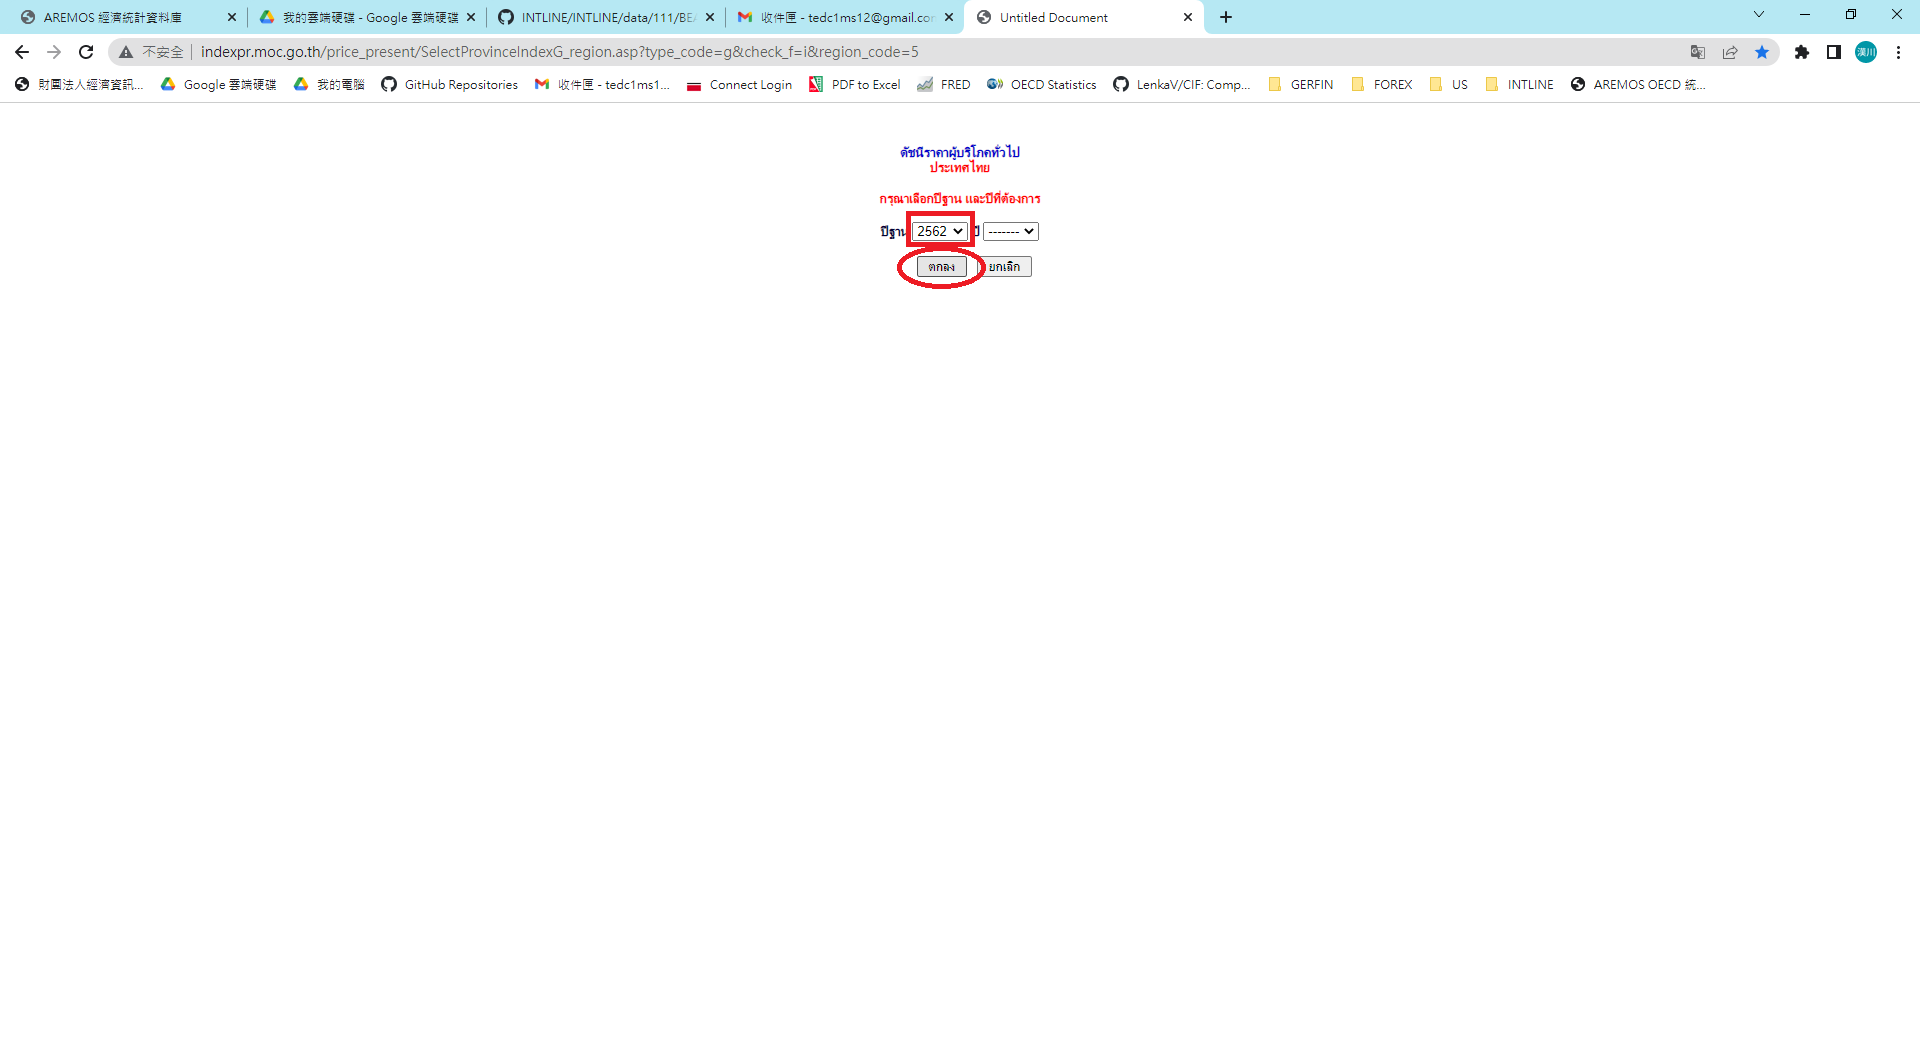 AREMOS 經濟統計資料庫
我的雲端硬碟 - Google 雲端硬碟
INTLINE/INTLINE/data/111/BEA
收件匣 - tedc1ms12@gmail.com
Untitled Document
不安全
indexpr.moc.go.th/price_present/SelectProvinceIndexG_region.asp?type_code=g&check_f=i&region_code=5
漢川
財團法人經濟資訊...
Google 雲端硬碟
我的電腦
GitHub Repositories
收件匣 - tedc1ms1...
Connect Login
PDF to Excel
FRED
OECD Statistics
LenkaV/CIF: Comp...
GERFIN
FOREX
US
INTLINE
AREMOS OECD 統...
ดัชนีราคาผู้บริโภคทั่วไป
ประเทศไทย
กรุณาเลือกปีฐาน และปีที่ต้องการ
ปีฐาน 2562 ปี -------
ตกลง ยกเลิก